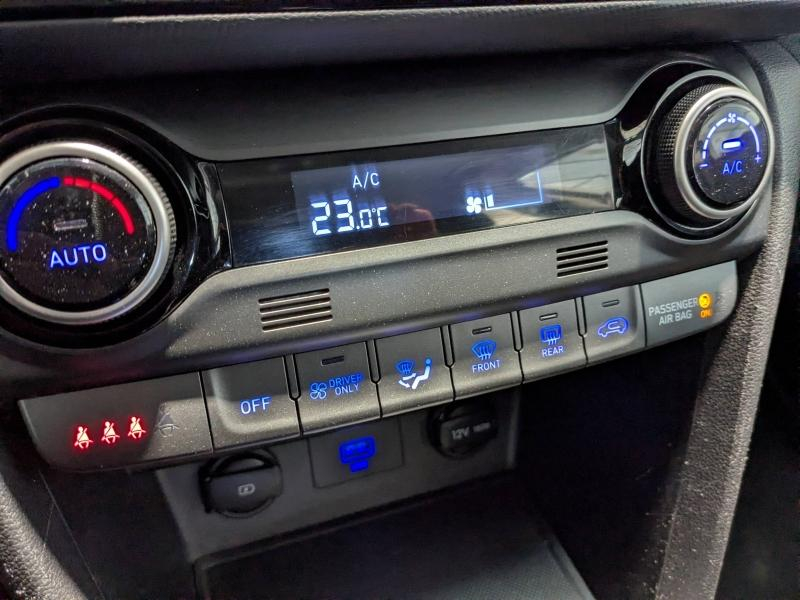 A/C
23.0°C
AUTO
A/C
PASSENGER
AIR BAG ON
OFF
DRIVER
ONLY
FRONT
REAR
12V